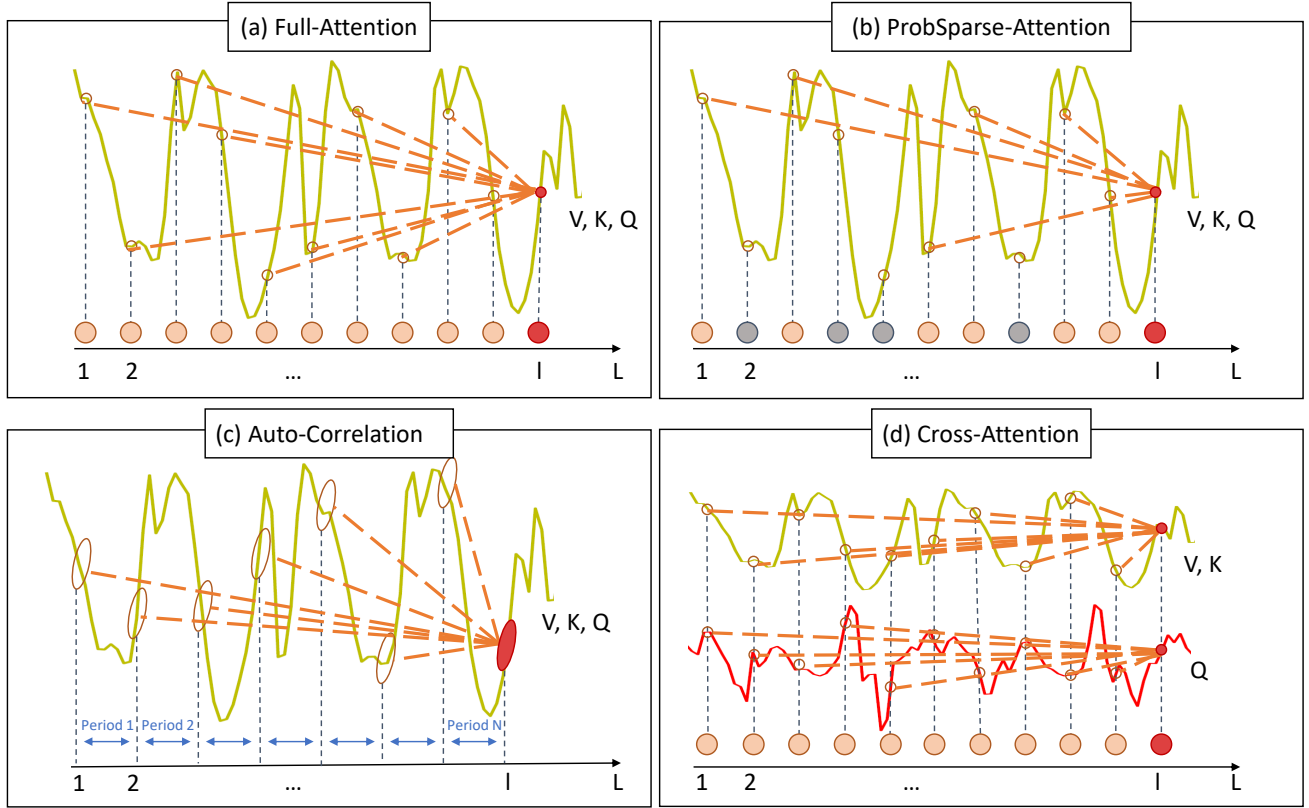 (a) Full-Attention
V, K, Q
1 2 ... l L
(b) ProbSparse-Attention
V, K, Q
1 2 ... l L
(c) Auto-Correlation
V, K, Q
Period 1 Period 2 Period N
1 2 ... l L
(d) Cross-Attention
V, K
Q
1 2 ... l L